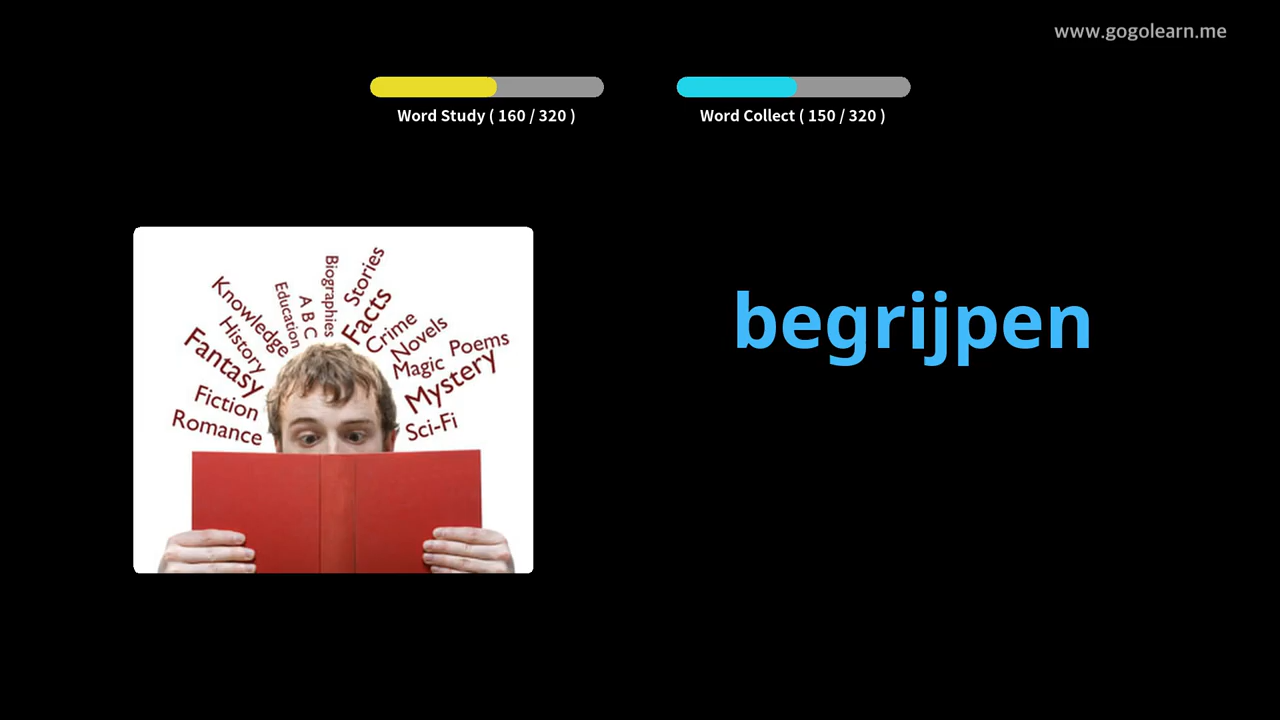 www.gogolearn.me
Word Study ( 160 / 320 )
Word Collect ( 150 / 320 )
begrijpen
Knowledge
History
Fantasy
Fiction
Romance
Education
A B C
Biographies
Stories
Facts
Crime
Novels
Magic
Poems
Mystery
Sci-Fi